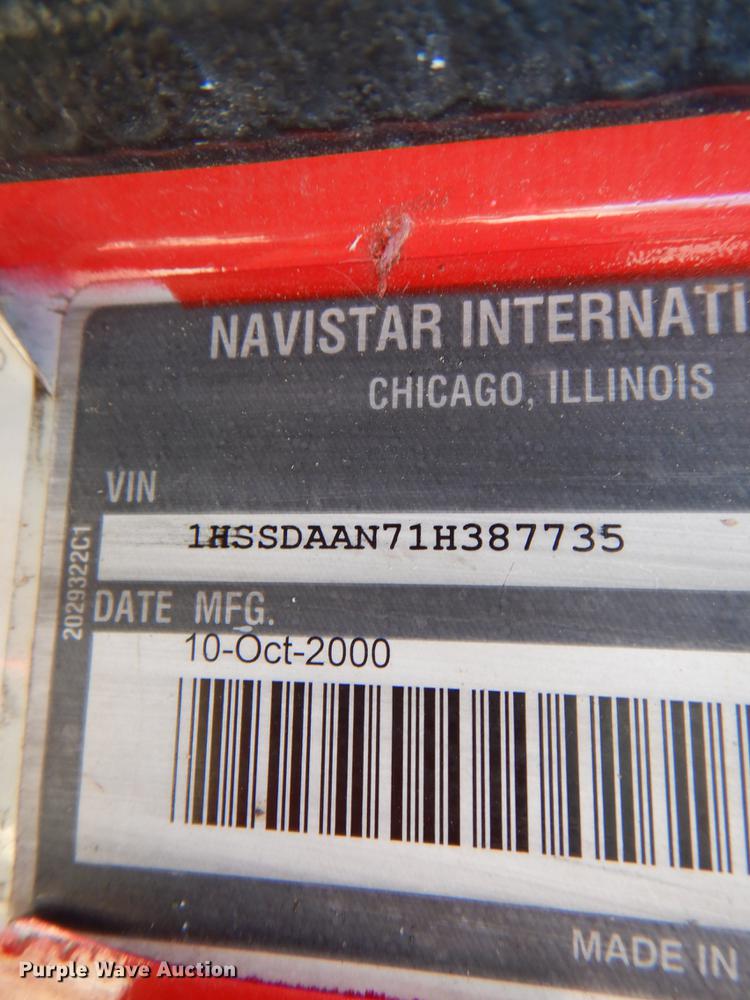 NAVISTAR INTERNATI
CHICAGO, ILLINOIS
VIN
1HSSDAAN71H387735
2029322C1
DATE MFG.
10-Oct-2000
MADE IN
Purple Wave Auction